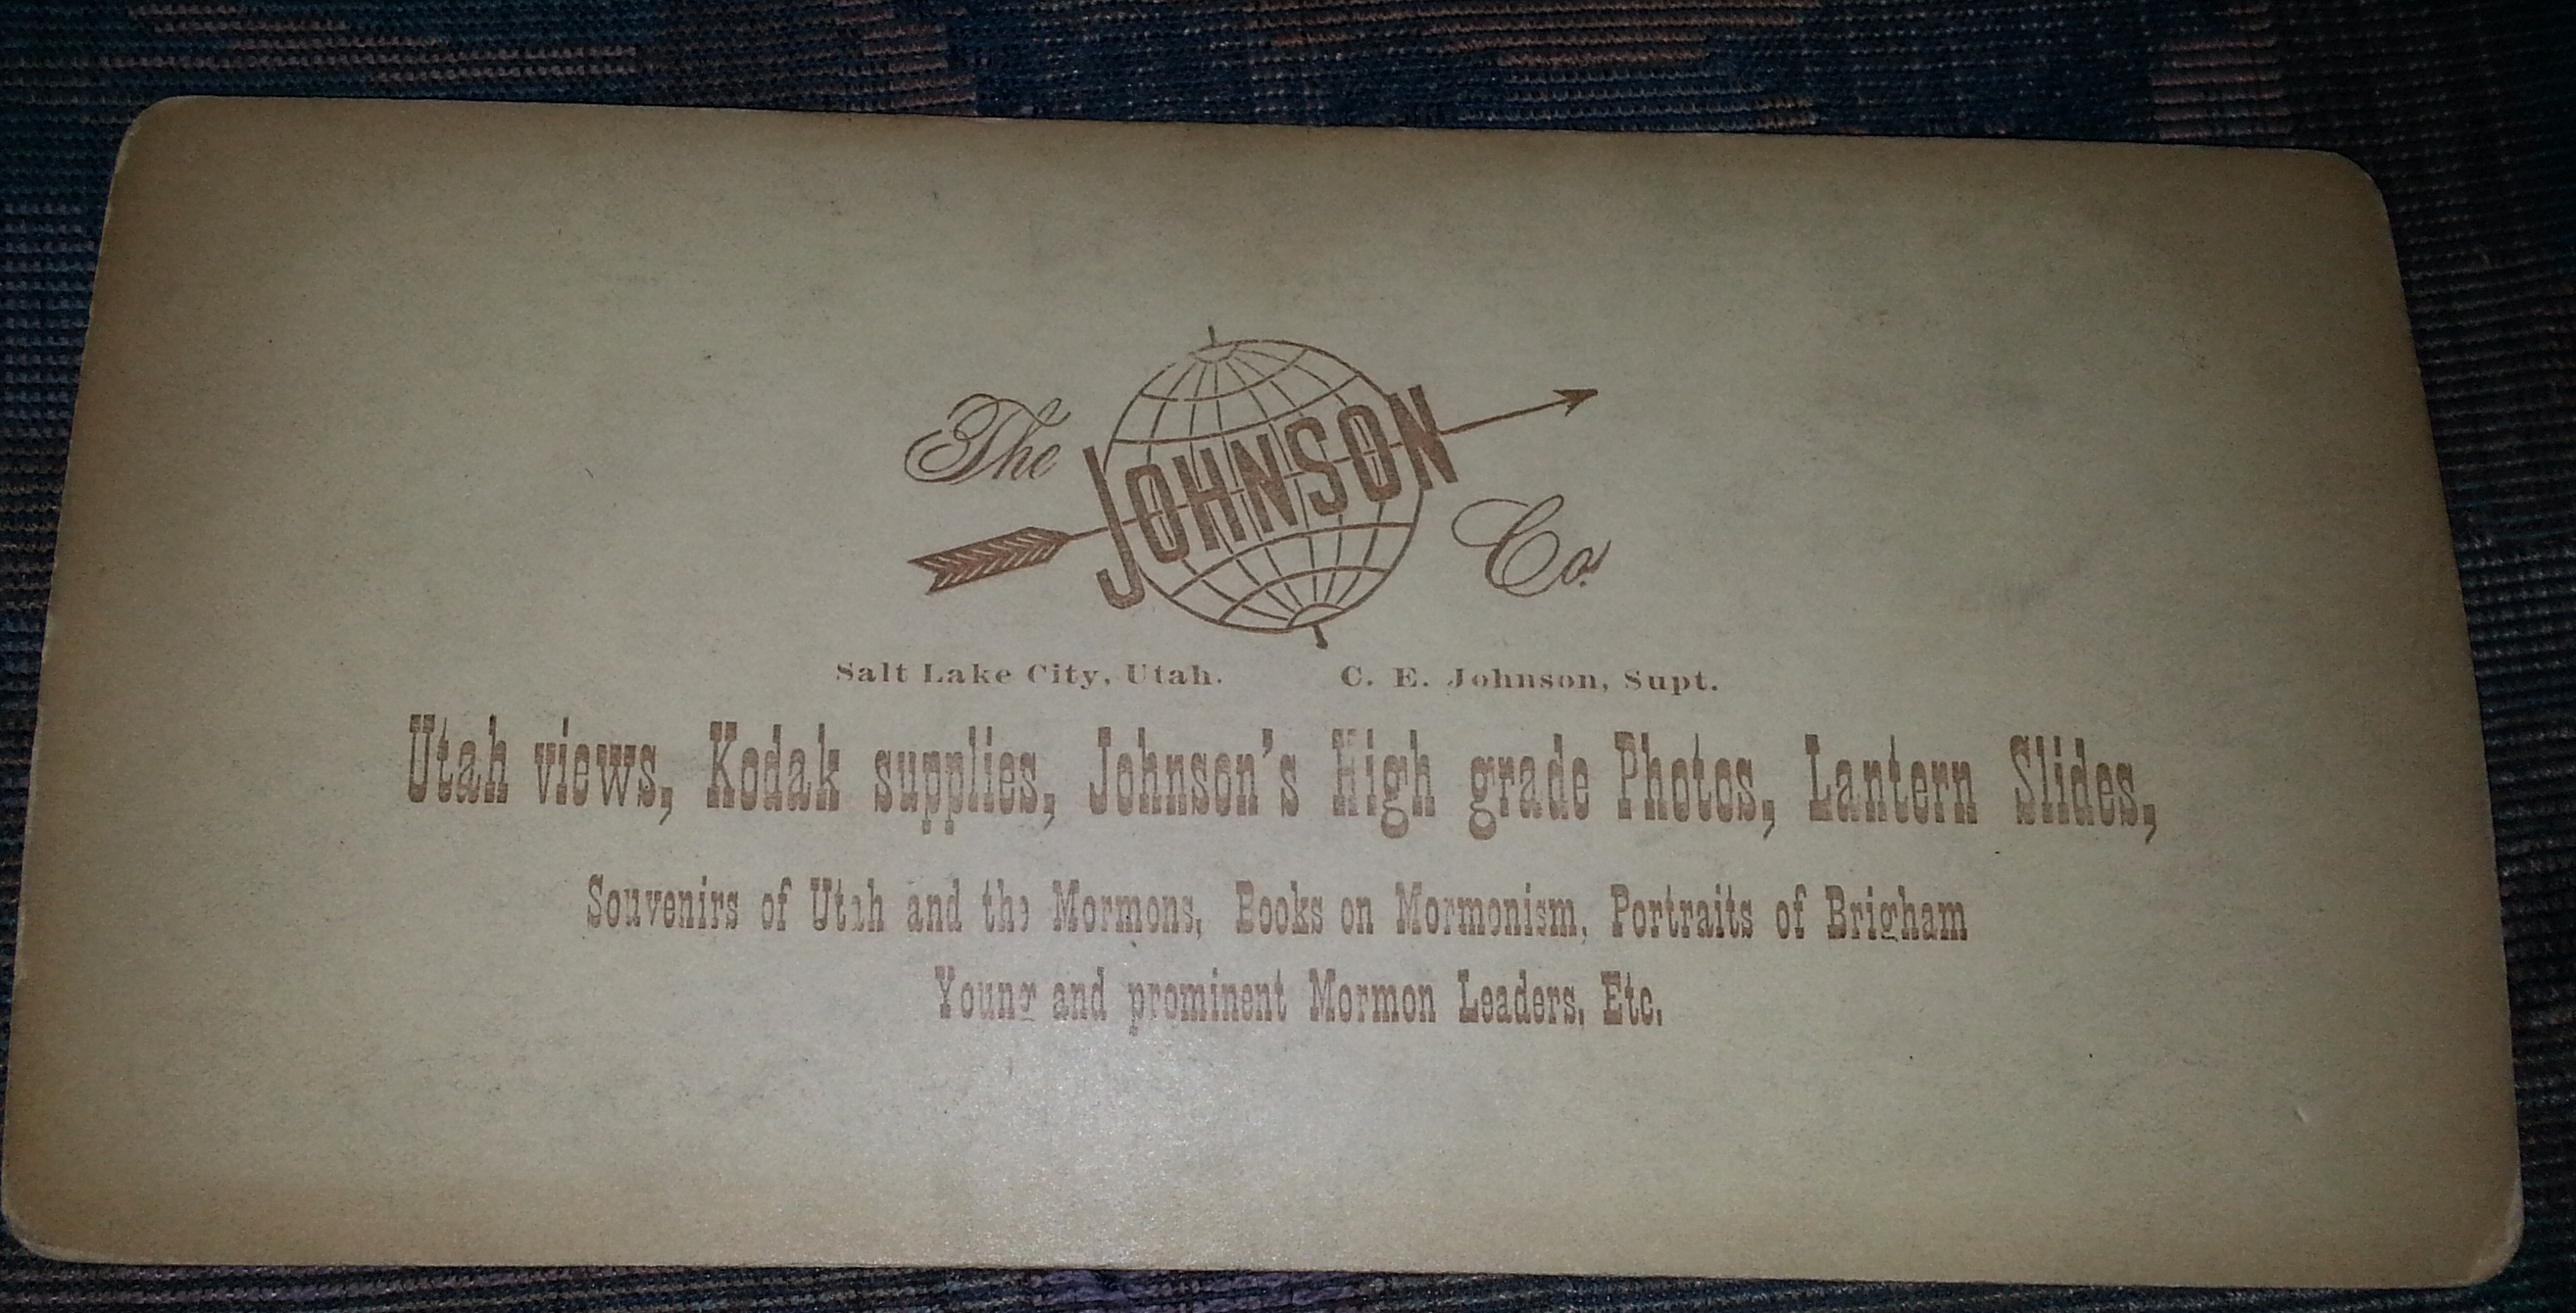 The JOHNSON Co.
Salt Lake City, Utah. C. E. Johnson, Supt.
Utah views, Kodak supplies, Johnson's High grade Photos, Lantern Slides,
Souvenirs of Utah and the Mormons, Books on Mormonism, Portraits of Brigham
Young and prominent Mormon Leaders, Etc.